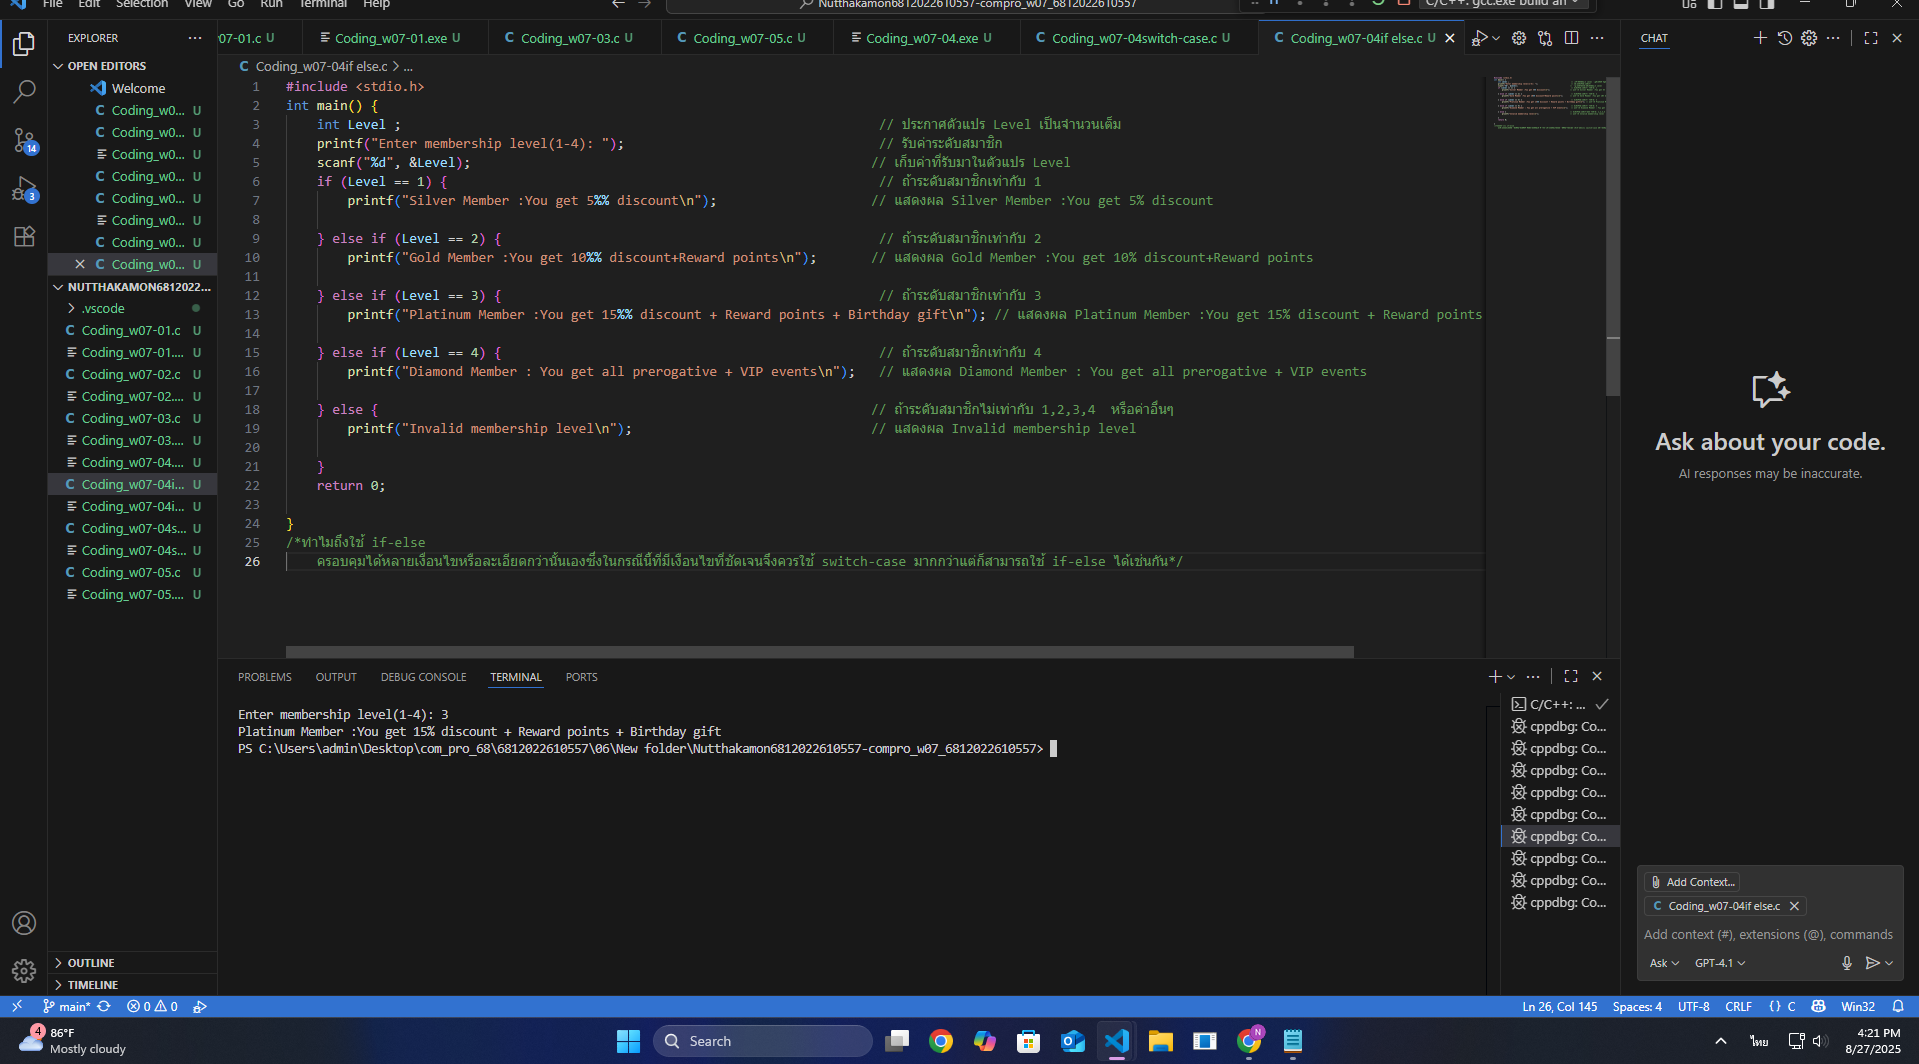 File Edit Selection View Go Run Terminal Help
Nutthakamon6812022610557-compro_w07_6812022610557
C/C++: gcc.exe build an
EXPLORER
07-01.c U
Coding_w07-01.exe U
C Coding_w07-03.c U
C Coding_w07-05.c U
Coding_w07-04.exe U
C Coding_w07-04switch-case.c U
C Coding_w07-04if else.c U
CHAT
OPEN EDITORS
Welcome
C Coding_w0... U
C Coding_w0... U
Coding_w0... U
C Coding_w0... U
C Coding_w0... U
Coding_w0... U
C Coding_w0... U
C Coding_w0... U
NUTTHAKAMON6812022...
.vscode
C Coding_w07-01.c U
Coding_w07-01.... U
C Coding_w07-02.c U
Coding_w07-02.... U
C Coding_w07-03.c U
Coding_w07-03.... U
Coding_w07-04.... U
C Coding_w07-04i... U
Coding_w07-04i... U
C Coding_w07-04s... U
Coding_w07-04s... U
C Coding_w07-05.c U
Coding_w07-05.... U
OUTLINE
TIMELINE
14
3
C Coding_w07-04if else.c > ...
1 #include <stdio.h>
2 int main() {
3 int Level ; // ประกาศตัวแปร Level เป็นจำนวนเต็ม
4 printf("Enter membership level(1-4): "); // รับค่าระดับสมาชิก
5 scanf("%d", &Level); // เก็บค่าที่รับมาในตัวแปร Level
6 if (Level == 1) { // ถ้าระดับสมาชิกเท่ากับ 1
7 printf("Silver Member :You get 5%% discount\n"); // แสดงผล Silver Member :You get 5% discount
8
9 } else if (Level == 2) { // ถ้าระดับสมาชิกเท่ากับ 2
10 printf("Gold Member :You get 10%% discount+Reward points\n"); // แสดงผล Gold Member :You get 10% discount+Reward points
11
12 } else if (Level == 3) { // ถ้าระดับสมาชิกเท่ากับ 3
13 printf("Platinum Member :You get 15%% discount + Reward points + Birthday gift\n"); // แสดงผล Platinum Member :You get 15% discount + Reward points
14
15 } else if (Level == 4) { // ถ้าระดับสมาชิกเท่ากับ 4
16 printf("Diamond Member : You get all prerogative + VIP events\n"); // แสดงผล Diamond Member : You get all prerogative + VIP events
17
18 } else { // ถ้าระดับสมาชิกไม่เท่ากับ 1,2,3,4 หรือค่าอื่นๆ
19 printf("Invalid membership level\n"); // แสดงผล Invalid membership level
20
21 }
22 return 0;
23
24 }
25 /*ทำไมถึงใช้ if-else
26 ครอบคุมได้หลายเงื่อนไขหรือละเอียดกว่านั้นเองซึ่งในกรณีนี้ที่มีเงือนไขที่ชัดเจนจึงควรใช้ switch-case มากกว่าแต่ก็สามารถใช้ if-else ได้เช่นกัน*/
PROBLEMS OUTPUT DEBUG CONSOLE TERMINAL PORTS
Enter membership level(1-4): 3
Platinum Member :You get 15% discount + Reward points + Birthday gift
PS C:\Users\admin\Desktop\com_pro_68\6812022610557\06\New folder\Nutthakamon6812022610557-compro_w07_6812022610557>
C/C++: ...
cppdbg: Co...
cppdbg: Co...
cppdbg: Co...
cppdbg: Co...
cppdbg: Co...
cppdbg: Co...
cppdbg: Co...
cppdbg: Co...
cppdbg: Co...
Ask about your code.
AI responses may be inaccurate.
Add Context...
C Coding_w07-04if else.c
Add context (#), extensions (@), commands
Ask GPT-4.1
main* 0 0
Ln 26, Col 145 Spaces: 4 UTF-8 CRLF {} C Win32
4
86°F
Mostly cloudy
Search
N
ไทย
4:21 PM
8/27/2025